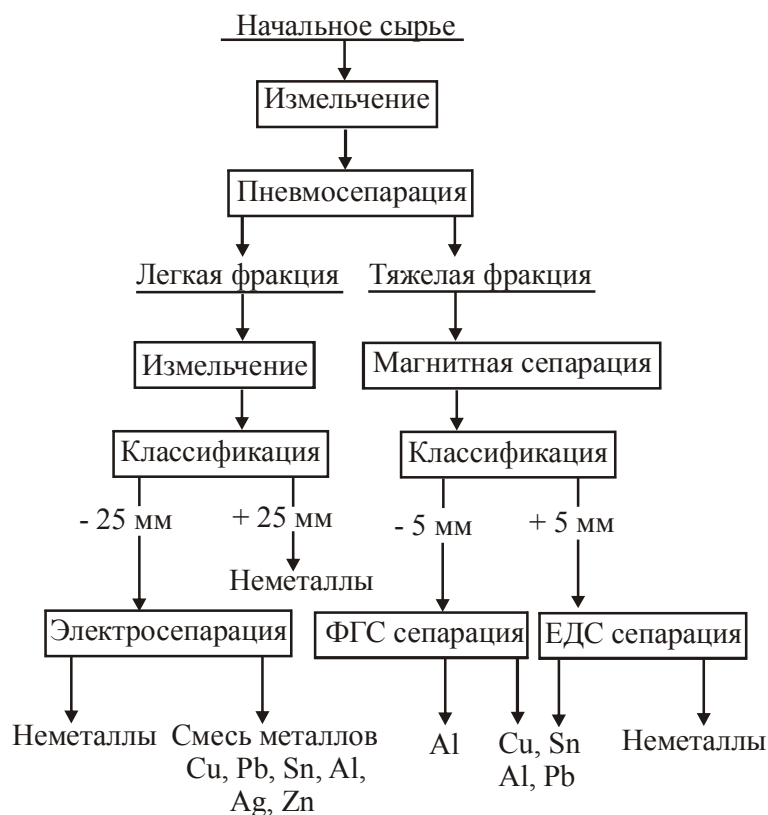 Начальное сырье
Измельчение
Пневмосепарация
Легкая фракция
Тяжелая фракция
Измельчение
Магнитная сепарация
Классификация
Классификация
- 25 мм
+ 25 мм
- 5 мм
+ 5 мм
Неметаллы
Электросепарация
ФГС сепарация
ЕДС сепарация
Неметаллы
Смесь металлов
Cu, Pb, Sn, Al,
Ag, Zn
Al
Cu, Sn
Al, Pb
Неметаллы